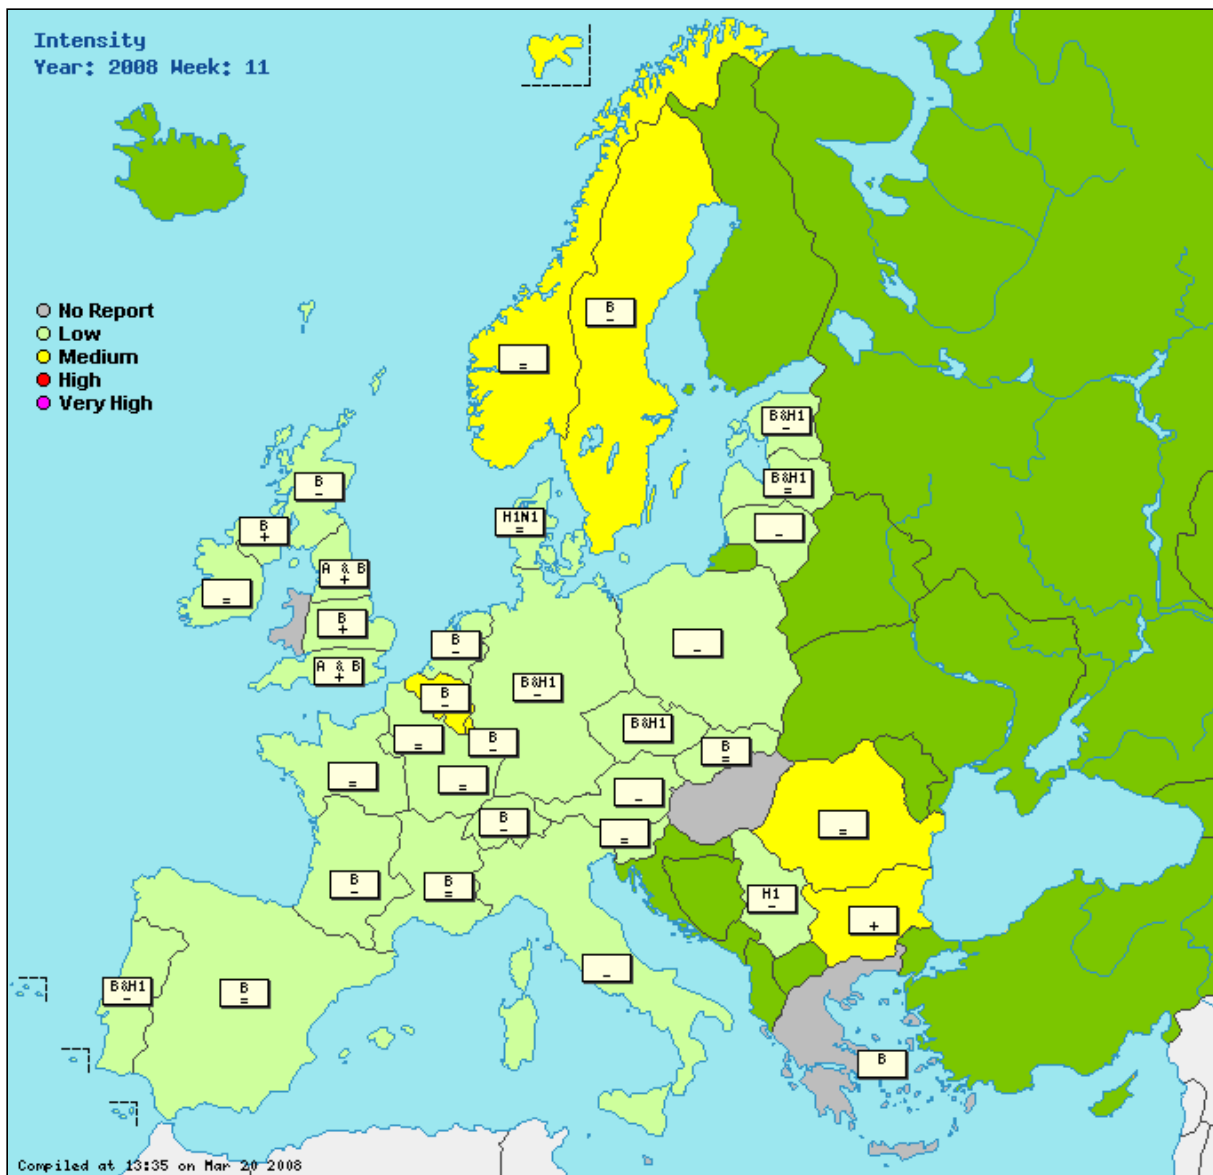 Intensity
Year: 2008 Week: 11
No Report
Low
Medium
High
Very High
B
-
=
B&H1
-
B
-
B&H1
=
H1N1
=
B
+
-
A & B
+
=
B
+
B
-
-
A & B
+
B&H1
-
B
-
B&H1
=
B
-
B
=
=
=
-
B
-
=
=
B
-
B
=
H1
-
+
-
B&H1
-
B
=
B
Compiled at 13:35 on Mar 20 2008